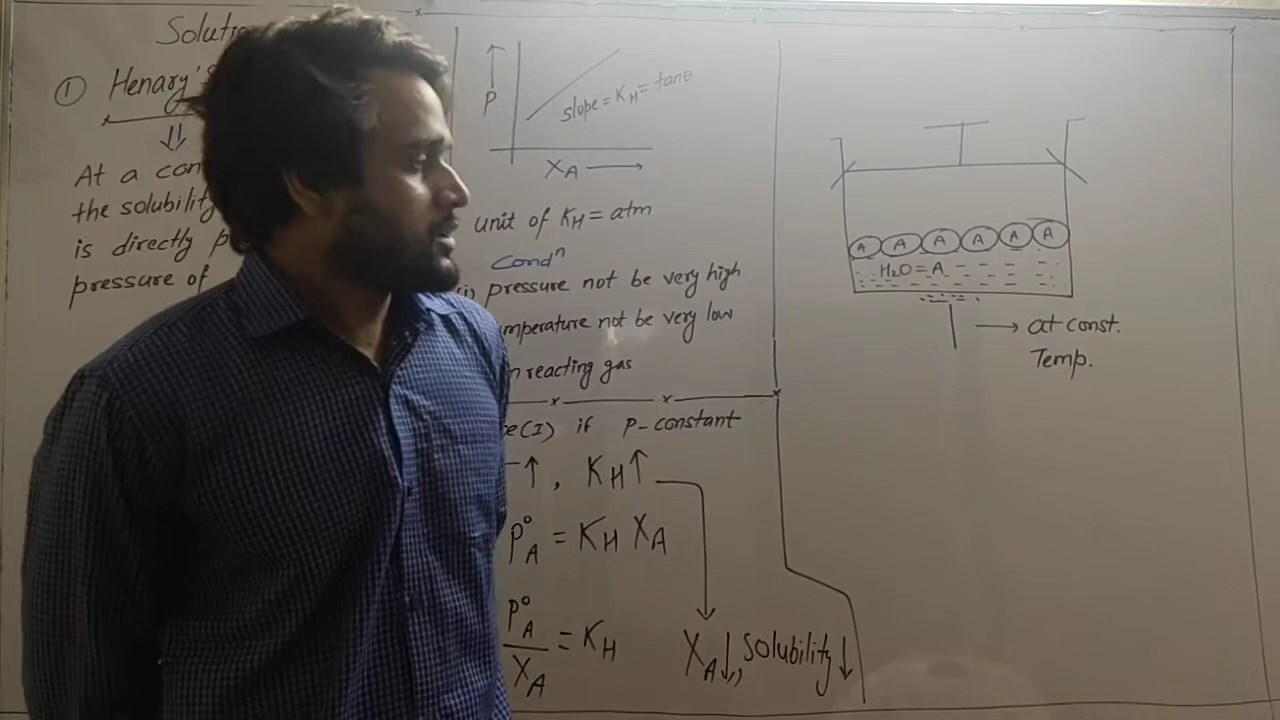 ① Henary's
⇓
At a con
the solubility
is directly p
pressure of
↑
P
slope = KH = tanθ
XA →
unit of KH = atm
Condⁿ
pressure not be very high
mperature not be very low
n reacting gas
e(I) if P-constant
↑, KH↑
P°A = KH XA
P°A / XA = KH
XA↓, solubility↓
A A A A A A
H₂O = A
→ at const.
Temp.